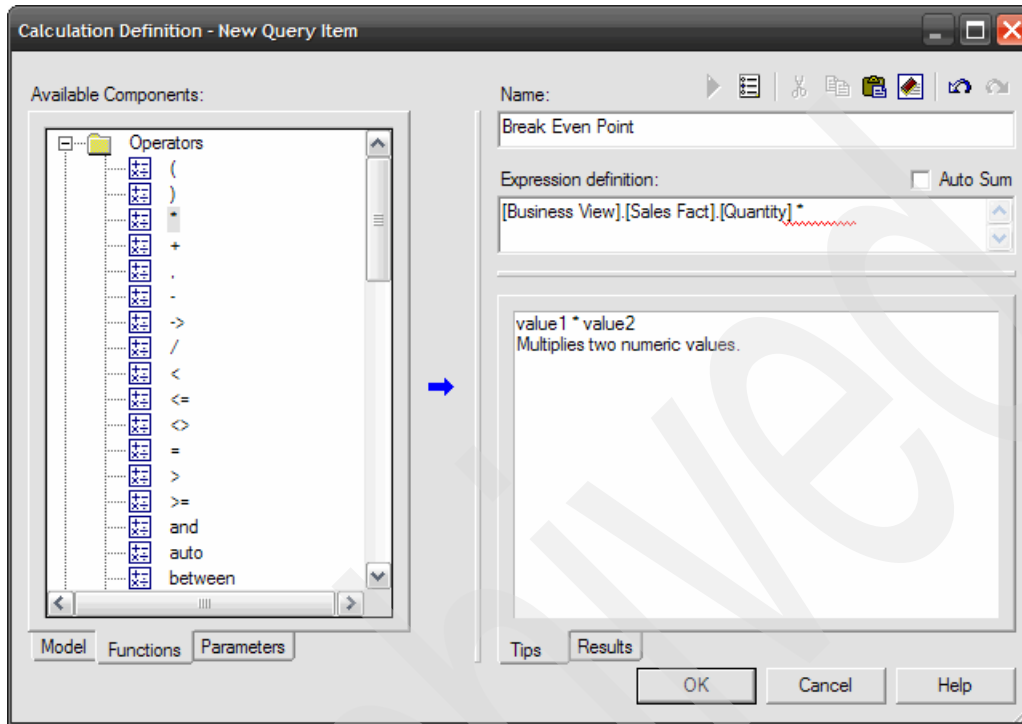 Calculation Definition - New Query Item
Available Components:
Operators
(
)
*
+
.
-
->
/
<
<=
<>
=
>
>=
and
auto
between
Model
Functions
Parameters
Name:
Break Even Point
Expression definition:
Auto Sum
[Business View].[Sales Fact].[Quantity] *
value1 * value2
Multiplies two numeric values.
Tips
Results
OK
Cancel
Help